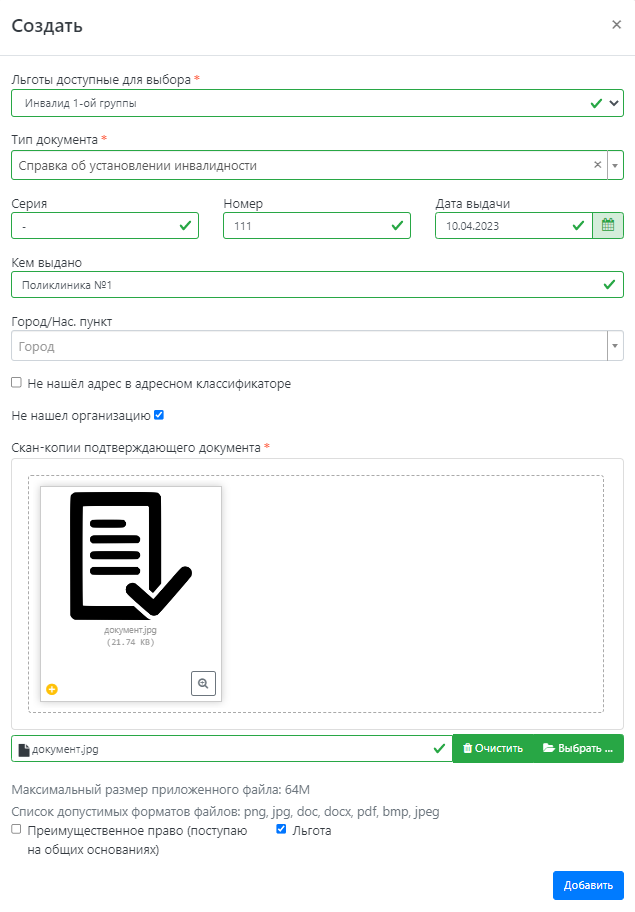 Создать ×
Льготы доступные для выбора *
Инвалид 1-ой группы
Тип документа *
Справка об установлении инвалидности ×
Серия Номер Дата выдачи
- 111 10.04.2023
Кем выдано
Поликлиника №1
Город/Нас. пункт
Город
Не нашёл адрес в адресном классификаторе
Не нашел организацию
Скан-копии подтверждающего документа *
документ.jpg
(21.74 KB)
документ.jpg Очистить Выбрать ...
Максимальный размер приложенного файла: 64M
Список допустимых форматов файлов: png, jpg, doc, docx, pdf, bmp, jpeg
Преимущественное право (поступаю Льгота
на общих основаниях)
Добавить